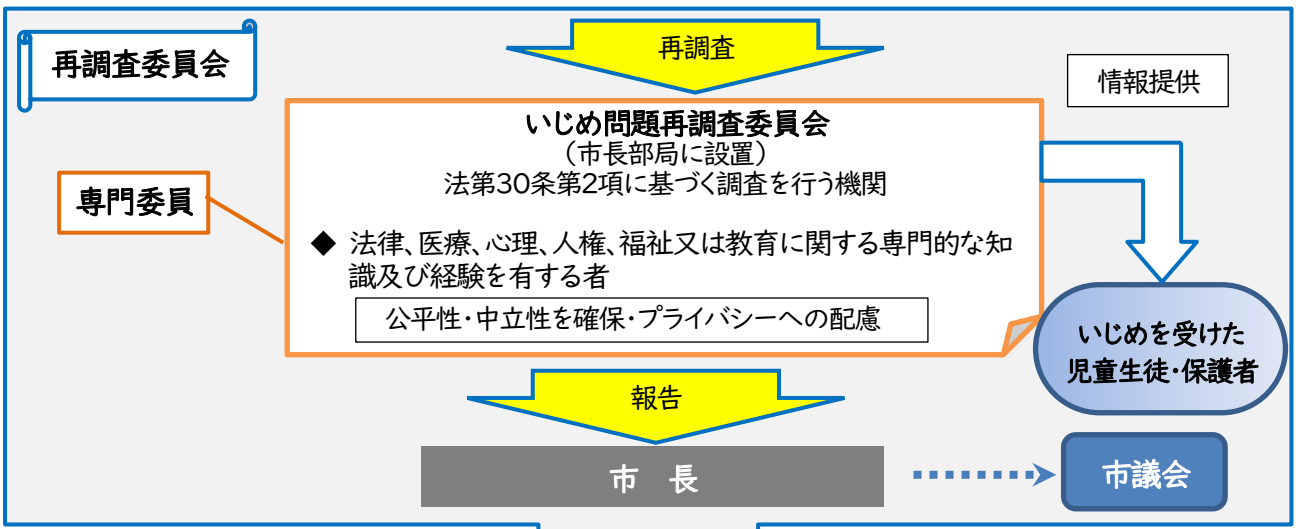 再調査委員会
再調査
情報提供
いじめ問題再調査委員会
（市長部局に設置）
法第30条第2項に基づく調査を行う機関
専門委員
◆ 法律、医療、心理、人権、福祉又は教育に関する専門的な知
識及び経験を有する者
公平性・中立性を確保・プライバシーへの配慮
いじめを受けた
児童生徒・保護者
報告
市 長
市議会